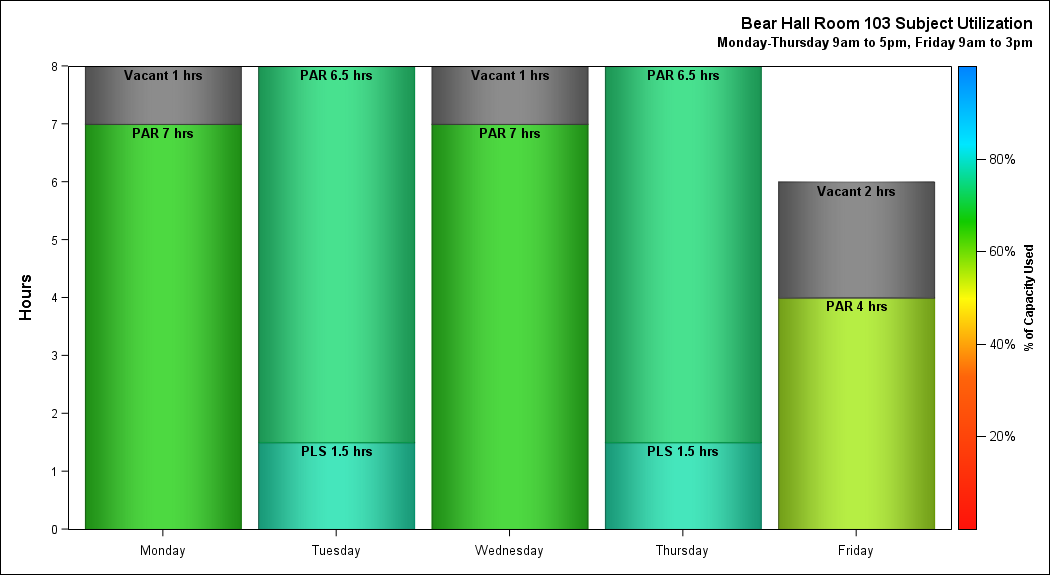 Bear Hall Room 103 Subject Utilization
Monday-Thursday 9am to 5pm, Friday 9am to 3pm
Hours
8
7
6
5
4
3
2
1
0
Vacant 1 hrs
PAR 7 hrs
PAR 6.5 hrs
PLS 1.5 hrs
Vacant 1 hrs
PAR 7 hrs
PAR 6.5 hrs
PLS 1.5 hrs
Vacant 2 hrs
PAR 4 hrs
Monday
Tuesday
Wednesday
Thursday
Friday
80%
60%
40%
20%
% of Capacity Used